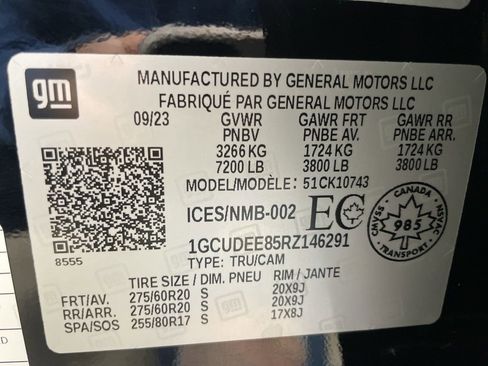 gm
MANUFACTURED BY GENERAL MOTORS LLC
FABRIQUÉ PAR GENERAL MOTORS LLC
09/23 GVWR GAWR FRT GAWR RR
PNBV PNBE AV. PNBE ARR.
3266 KG 1724 KG 1724 KG
7200 LB 3800 LB 3800 LB
MODEL/MODÈLE: 51CK10743
ICES/NMB-002 EC
CANADA
CMVSS NSVAC
985
TRANSPORT
1GCUDEE85RZ146291
TYPE: TRU/CAM
8555
TIRE SIZE / DIM. PNEU RIM / JANTE
FRT/AV. 275/60R20 S 20X9J
RR/ARR. 275/60R20 S 20X9J
SPA/SOS 255/80R17 S 17X8J
D